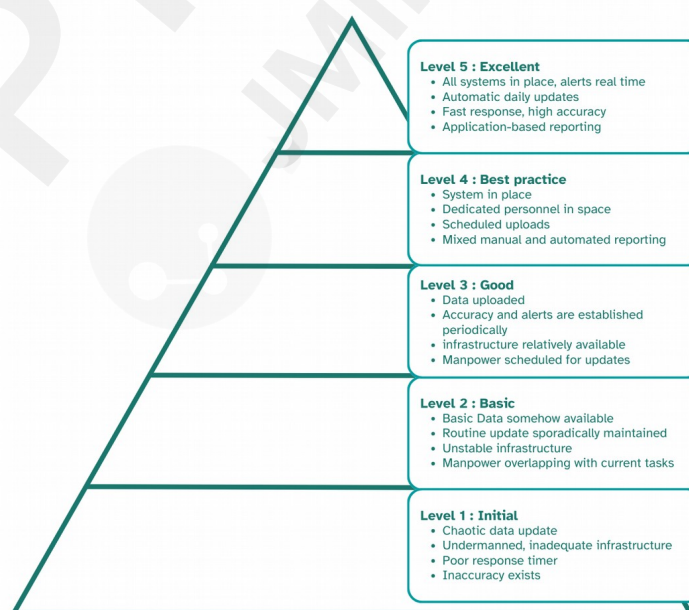 Level 5 : Excellent
• All systems in place, alerts real time
• Automatic daily updates
• Fast response, high accuracy
• Application-based reporting
Level 4 : Best practice
• System in place
• Dedicated personnel in space
• Scheduled uploads
• Mixed manual and automated reporting
Level 3 : Good
• Data uploaded
• Accuracy and alerts are established
periodically
• infrastructure relatively available
• Manpower scheduled for updates
Level 2 : Basic
• Basic Data somehow available
• Routine update sporadically maintained
• Unstable infrastructure
• Manpower overlapping with current tasks
Level 1 : Initial
• Chaotic data update
• Undermanned, inadequate infrastructure
• Poor response timer
• Inaccuracy exists